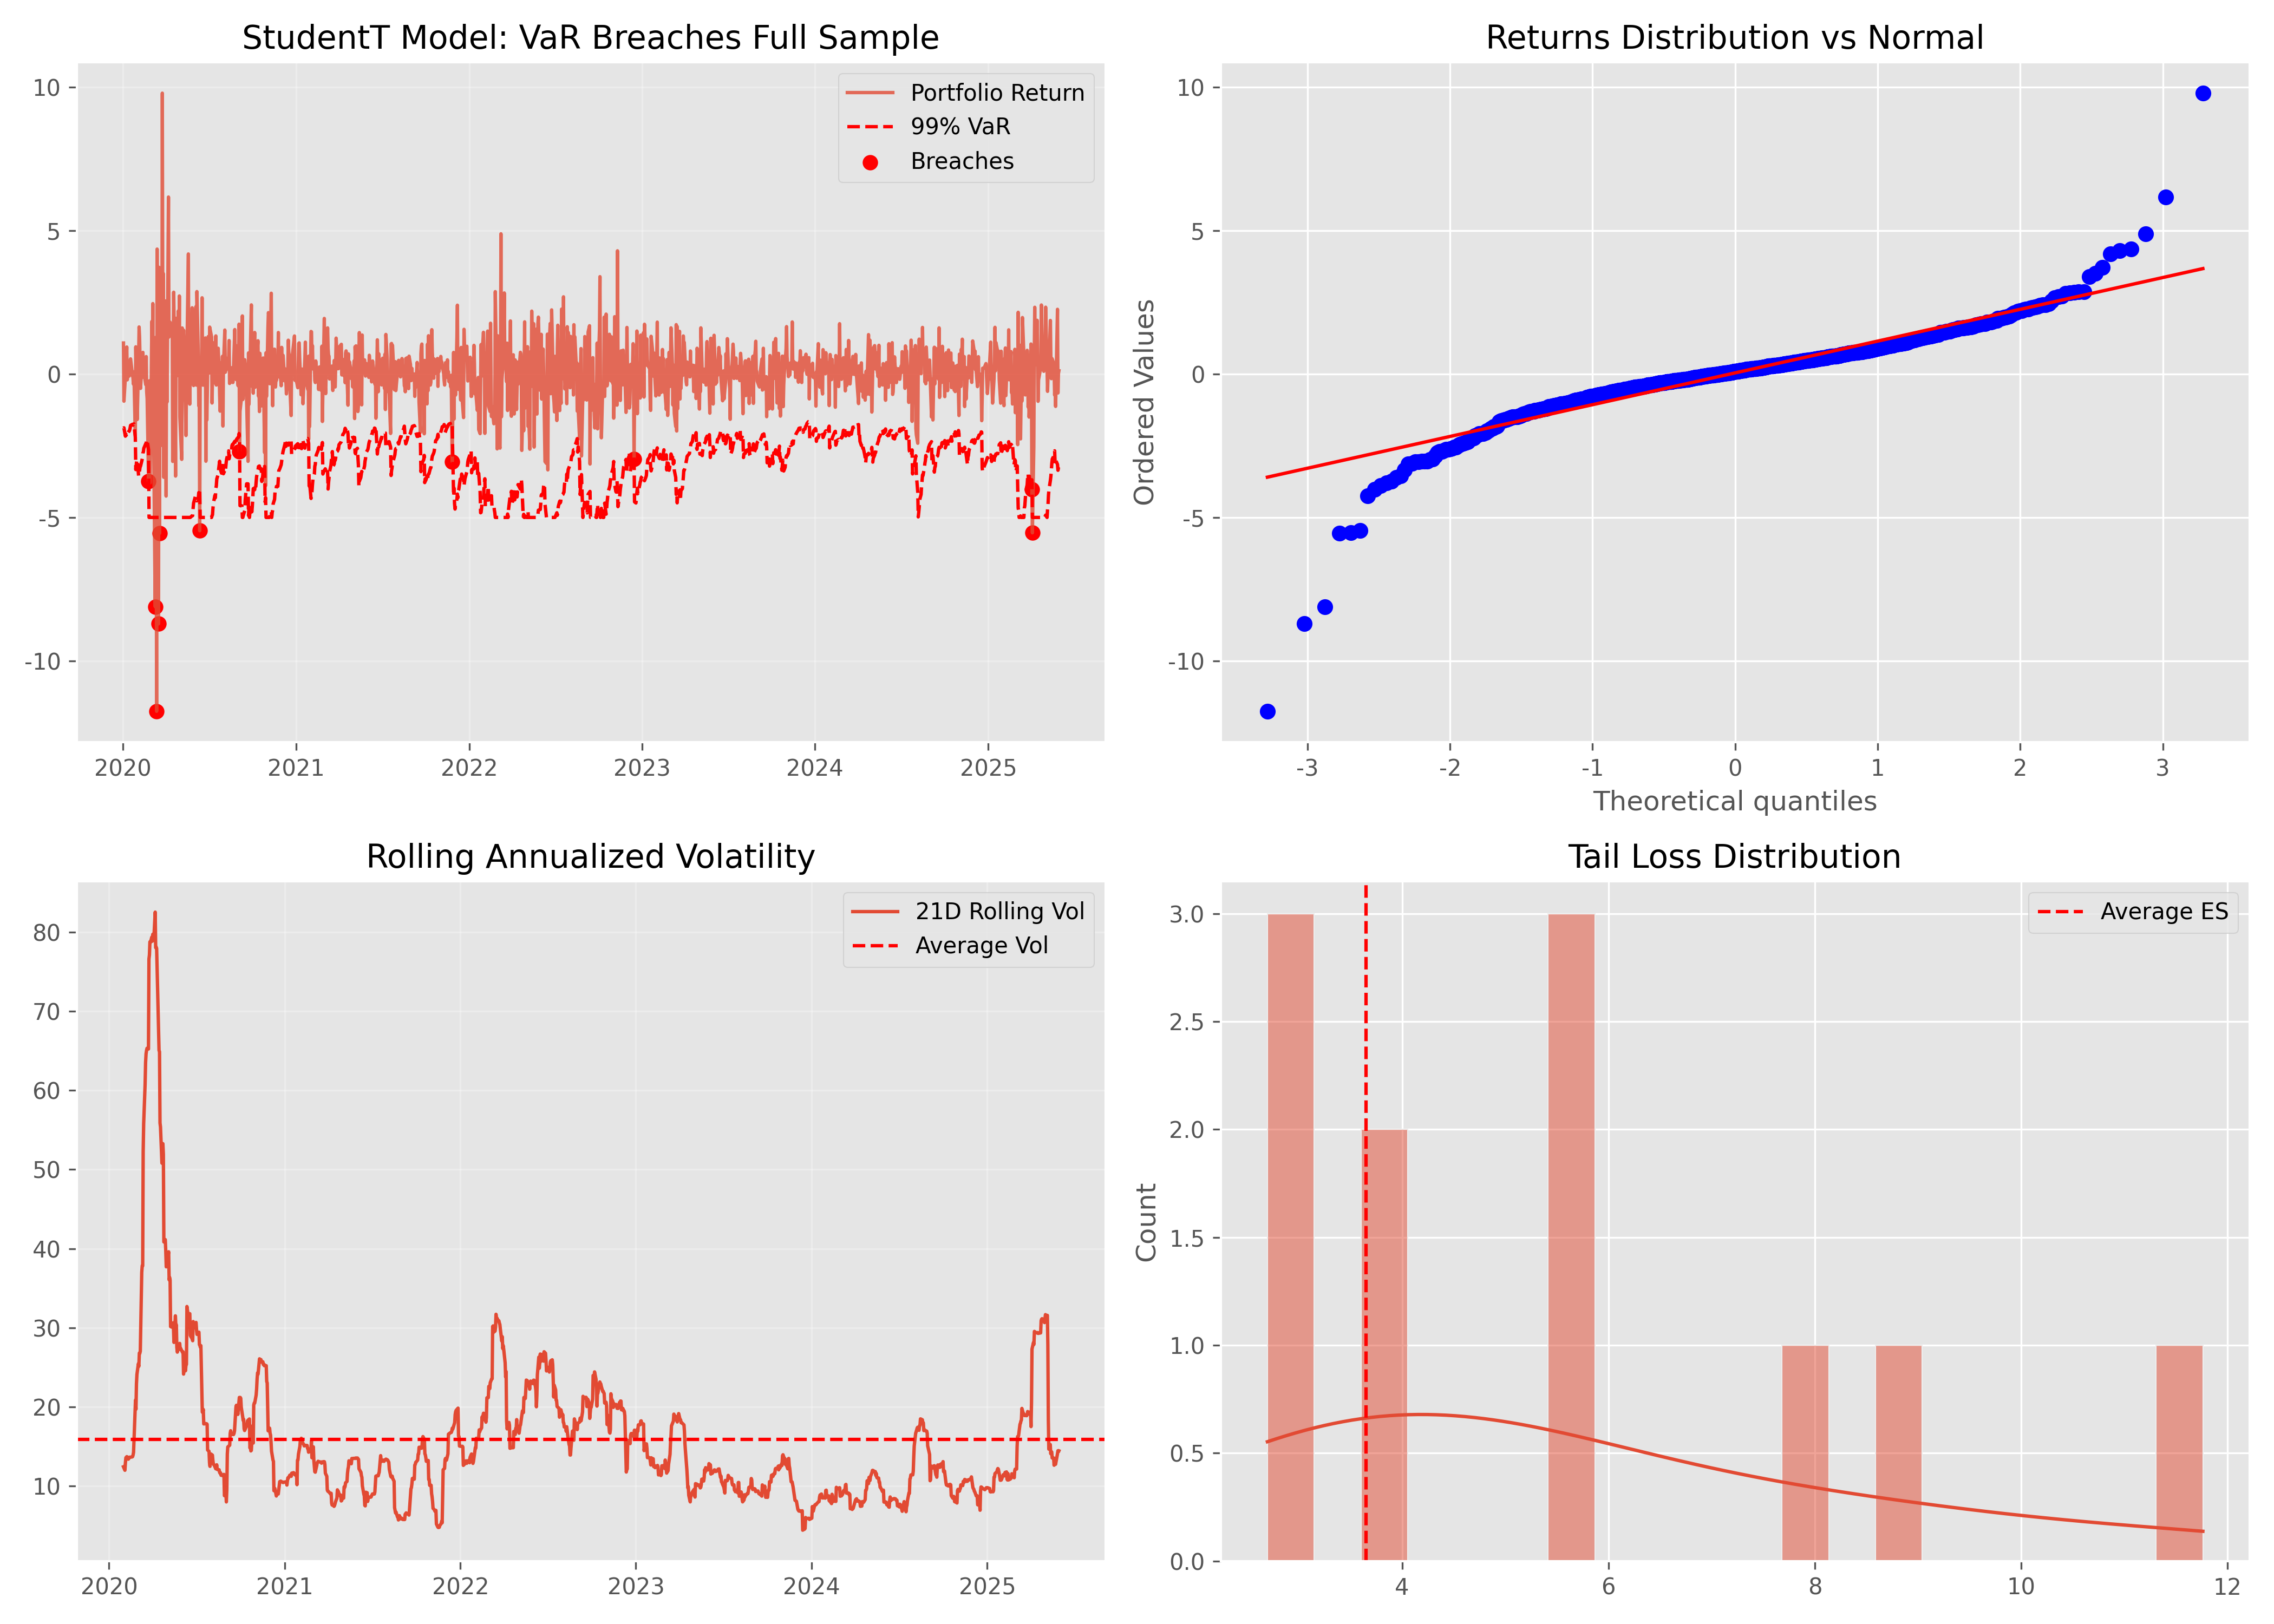 StudentT Model: VaR Breaches Full Sample
10
5
0
-5
-10
2020 2021 2022 2023 2024 2025
Portfolio Return
99% VaR
Breaches
Returns Distribution vs Normal
Ordered Values
10
5
0
-5
-10
-3 -2 -1 0 1 2 3
Theoretical quantiles
Rolling Annualized Volatility
80
70
60
50
40
30
20
10
2020 2021 2022 2023 2024 2025
21D Rolling Vol
Average Vol
Tail Loss Distribution
Count
3.0
2.5
2.0
1.5
1.0
0.5
0.0
4 6 8 10 12
Average ES